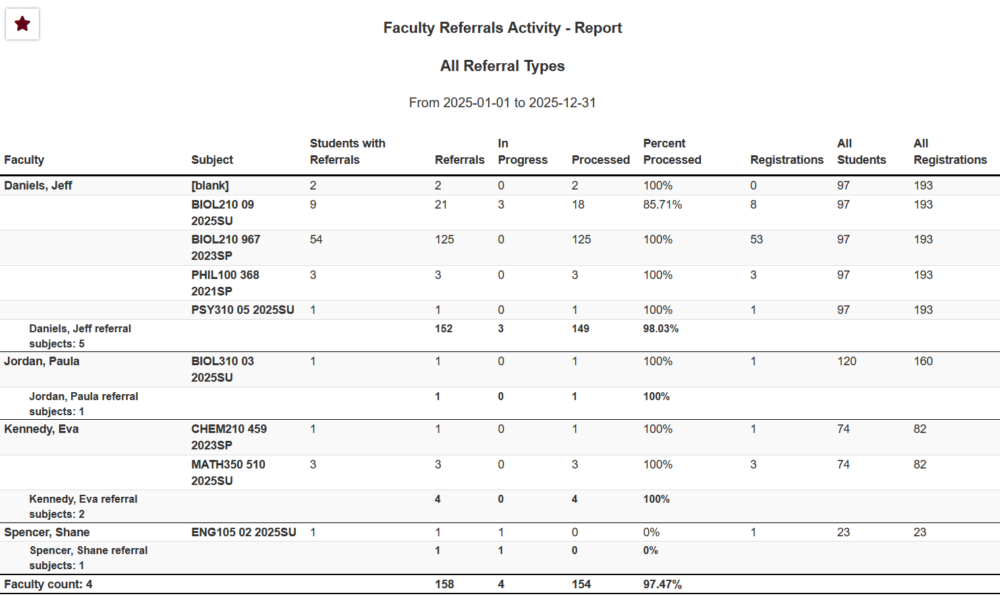 Faculty Referrals Activity - Report
All Referral Types
From 2025-01-01 to 2025-12-31
Faculty Subject Students with Referrals Referrals In Progress Processed Percent Processed Registrations All Students All Registrations
Daniels, Jeff [blank] 2 2 0 2 100% 0 97 193
BIOL210 09 2025SU 9 21 3 18 85.71% 8 97 193
BIOL210 967 2023SP 54 125 0 125 100% 53 97 193
PHIL100 368 2021SP 3 3 0 3 100% 3 97 193
PSY310 05 2025SU 1 1 0 1 100% 1 97 193
Daniels, Jeff referral subjects: 5 152 3 149 98.03%
Jordan, Paula BIOL310 03 2025SU 1 1 0 1 100% 1 120 160
Jordan, Paula referral subjects: 1 1 0 1 100%
Kennedy, Eva CHEM210 459 2023SP 1 1 0 1 100% 1 74 82
MATH350 510 2025SU 3 3 0 3 100% 3 74 82
Kennedy, Eva referral subjects: 2 4 0 4 100%
Spencer, Shane ENG105 02 2025SU 1 1 1 0 0% 1 23 23
Spencer, Shane referral subjects: 1 1 1 0 0%
Faculty count: 4 158 4 154 97.47%